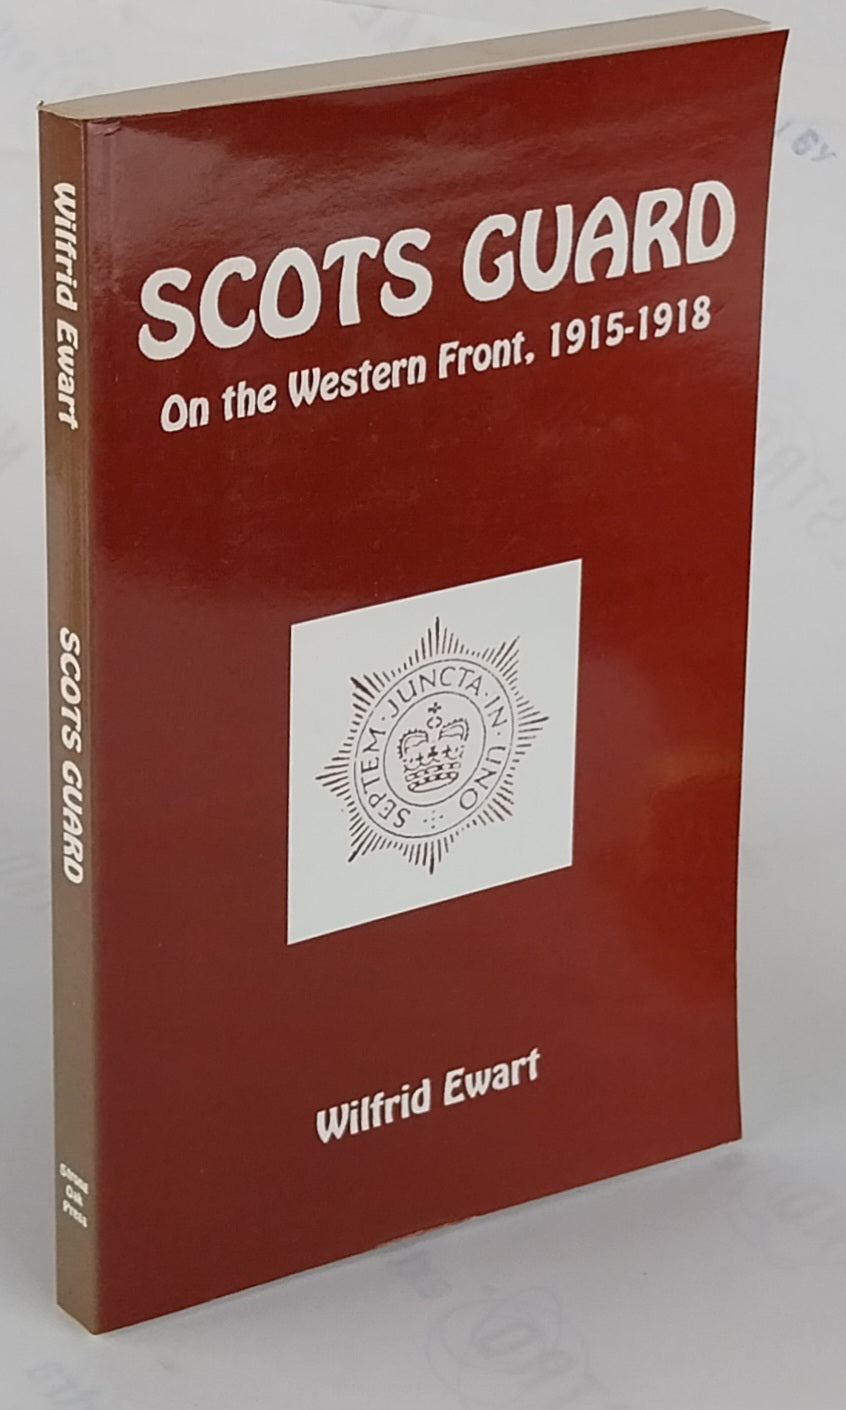 SCOTS GUARD
On the Western Front, 1915-1918
SEPTEM · JUNCTA · IN · UNO
Wilfrid Ewart
Wilfrid Ewart
SCOTS GUARD
Strong
Oak
Press